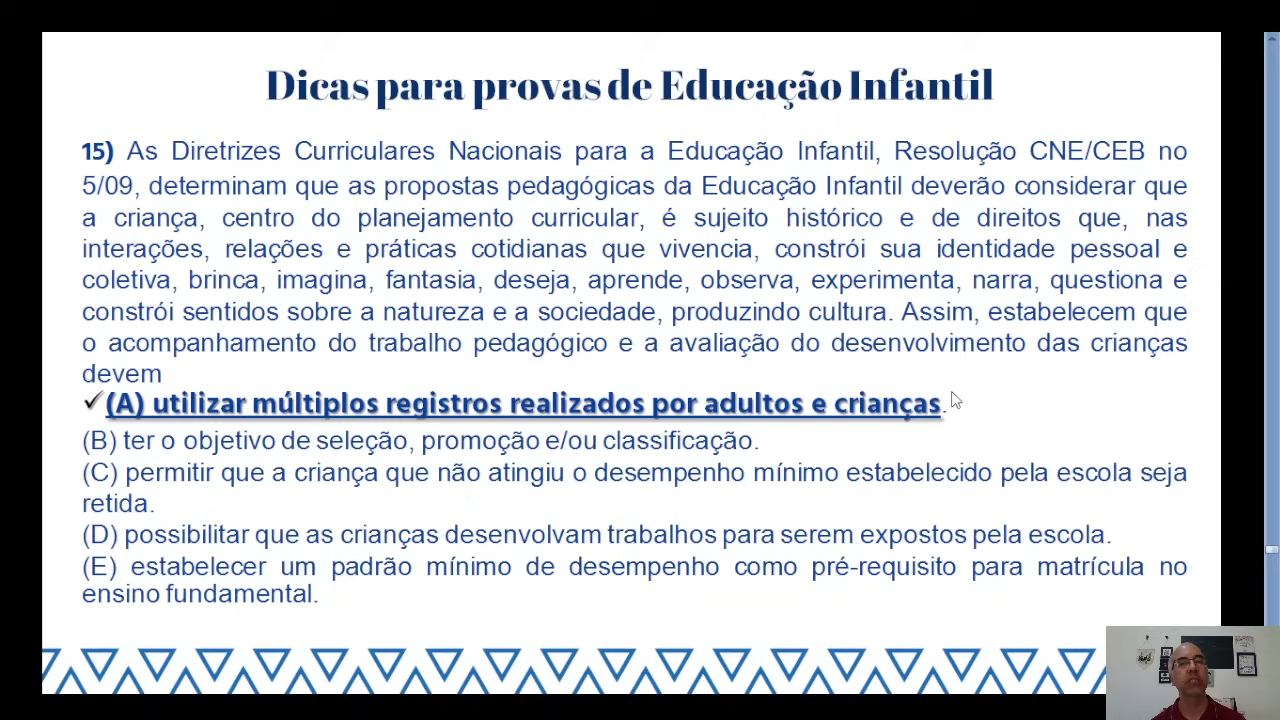 Dicas para provas de Educação Infantil
15) As Diretrizes Curriculares Nacionais para a Educação Infantil, Resolução CNE/CEB no
5/09, determinam que as propostas pedagógicas da Educação Infantil deverão considerar que
a criança, centro do planejamento curricular, é sujeito histórico e de direitos que, nas
interações, relações e práticas cotidianas que vivencia, constrói sua identidade pessoal e
coletiva, brinca, imagina, fantasia, deseja, aprende, observa, experimenta, narra, questiona e
constrói sentidos sobre a natureza e a sociedade, produzindo cultura. Assim, estabelecem que
o acompanhamento do trabalho pedagógico e a avaliação do desenvolvimento das crianças
devem
✓(A) utilizar múltiplos registros realizados por adultos e crianças.
(B) ter o objetivo de seleção, promoção e/ou classificação.
(C) permitir que a criança que não atingiu o desempenho mínimo estabelecido pela escola seja
retida.
(D) possibilitar que as crianças desenvolvam trabalhos para serem expostos pela escola.
(E) estabelecer um padrão mínimo de desempenho como pré-requisito para matrícula no
ensino fundamental.